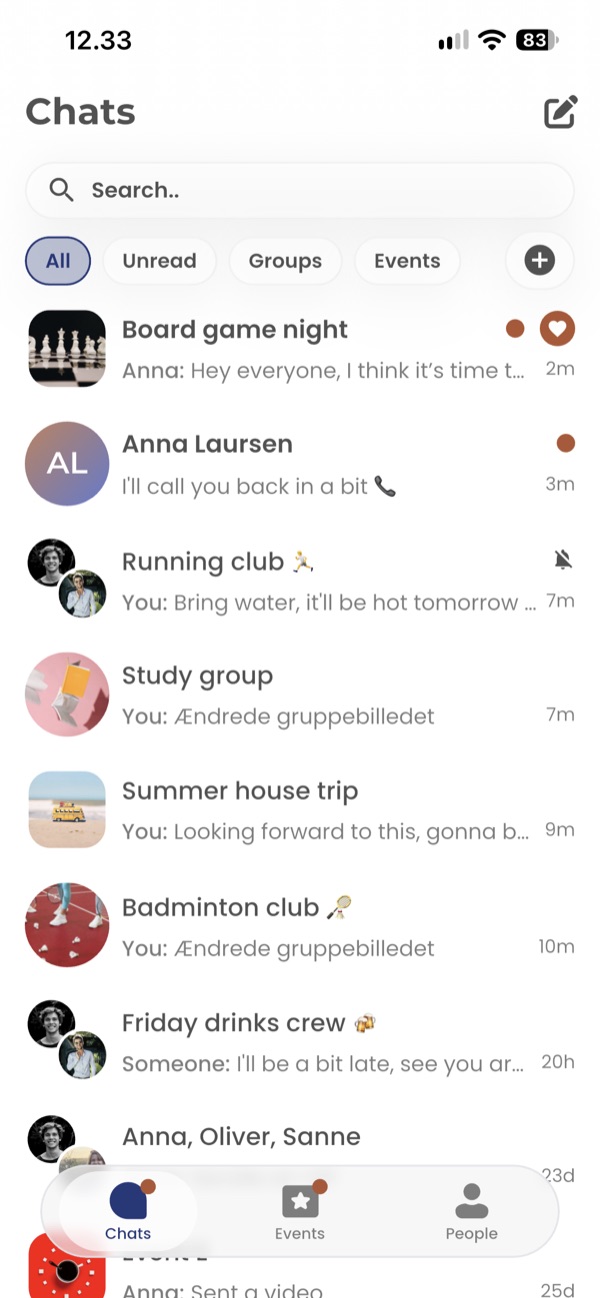 12.33
83
Chats
Search..
All
Unread
Groups
Events
Board game night
Anna: Hey everyone, I think it’s time t...
2m
AL
Anna Laursen
I'll call you back in a bit 📞
3m
Running club 🏃
You: Bring water, it'll be hot tomorrow ...
7m
Study group
You: Ændrede gruppebilledet
7m
Summer house trip
You: Looking forward to this, gonna b...
9m
Badminton club 🏸
You: Ændrede gruppebilledet
10m
Friday drinks crew 🍻
Someone: I'll be a bit late, see you ar...
20h
Anna, Oliver, Sanne
23d
Chats
Events
People
Anna: Sent a video
25d